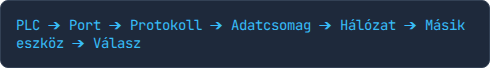 PLC → Port → Protokoll → Adatcsomag → Hálózat → Másik
eszköz → Válasz